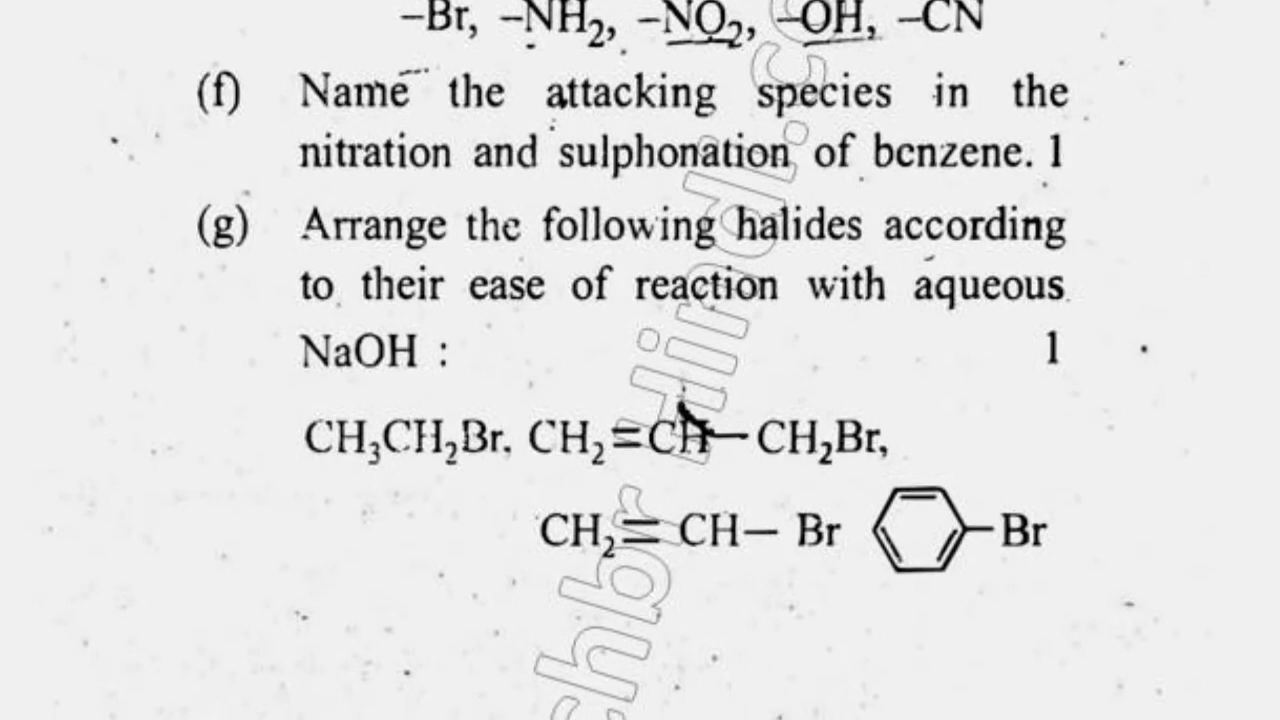 –Br, –NH₂, –NO₂, –OH, –CN
(f) Name the attacking species in the
nitration and sulphonation of benzene. 1
(g) Arrange the following halides according
to their ease of reaction with aqueous
NaOH : 1
CH₃CH₂Br, CH₂=CH–CH₂Br,
CH₂=CH–Br –Br
chbr Hindi.c